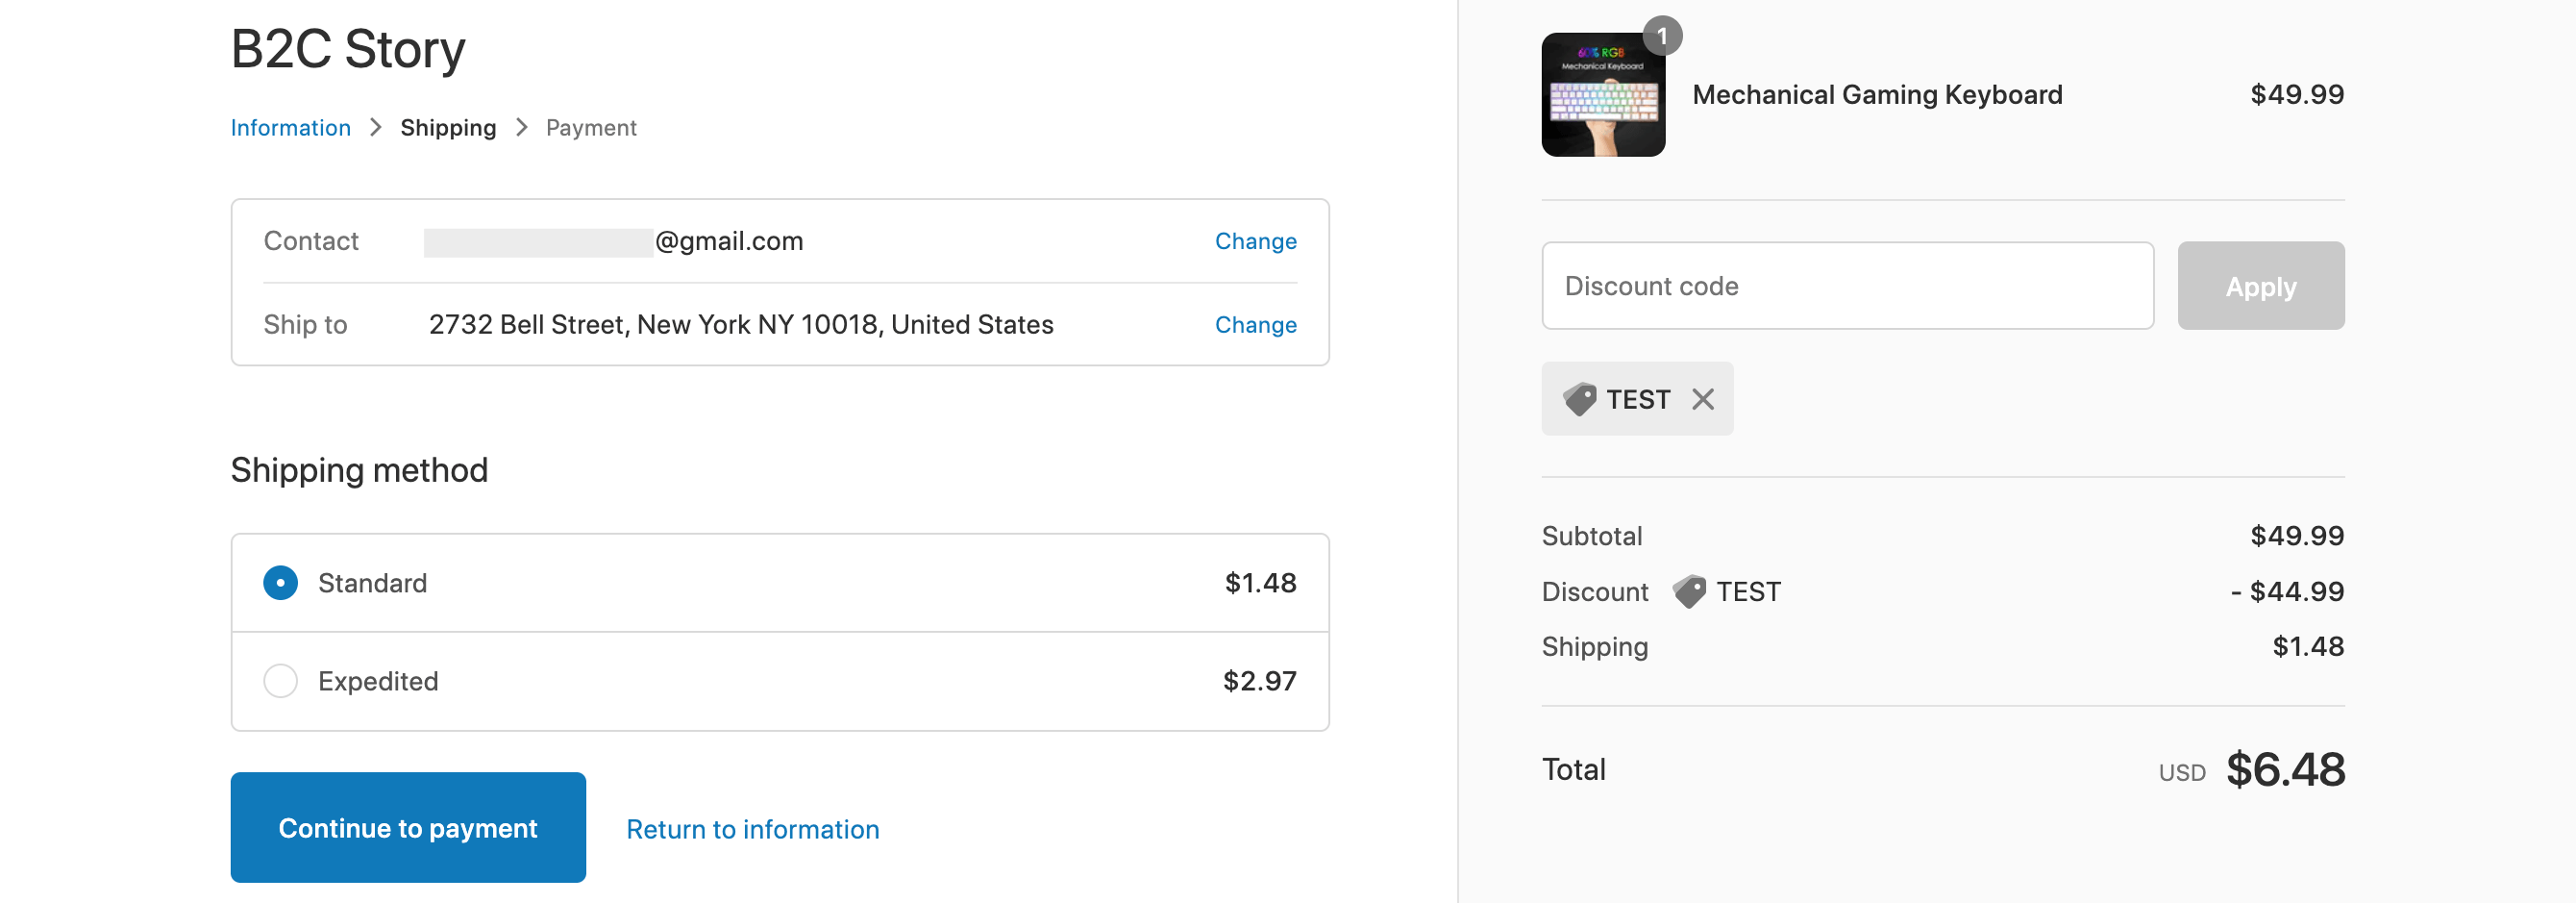 B2C Story
Information > Shipping > Payment
Contact @gmail.com Change
Ship to 2732 Bell Street, New York NY 10018, United States Change
Shipping method
Standard $1.48
Expedited $2.97
Continue to payment Return to information
1
60% RGB
Mechanical Keyboard
Mechanical Gaming Keyboard $49.99
Discount code Apply
TEST
Subtotal $49.99
Discount TEST - $44.99
Shipping $1.48
Total USD $6.48